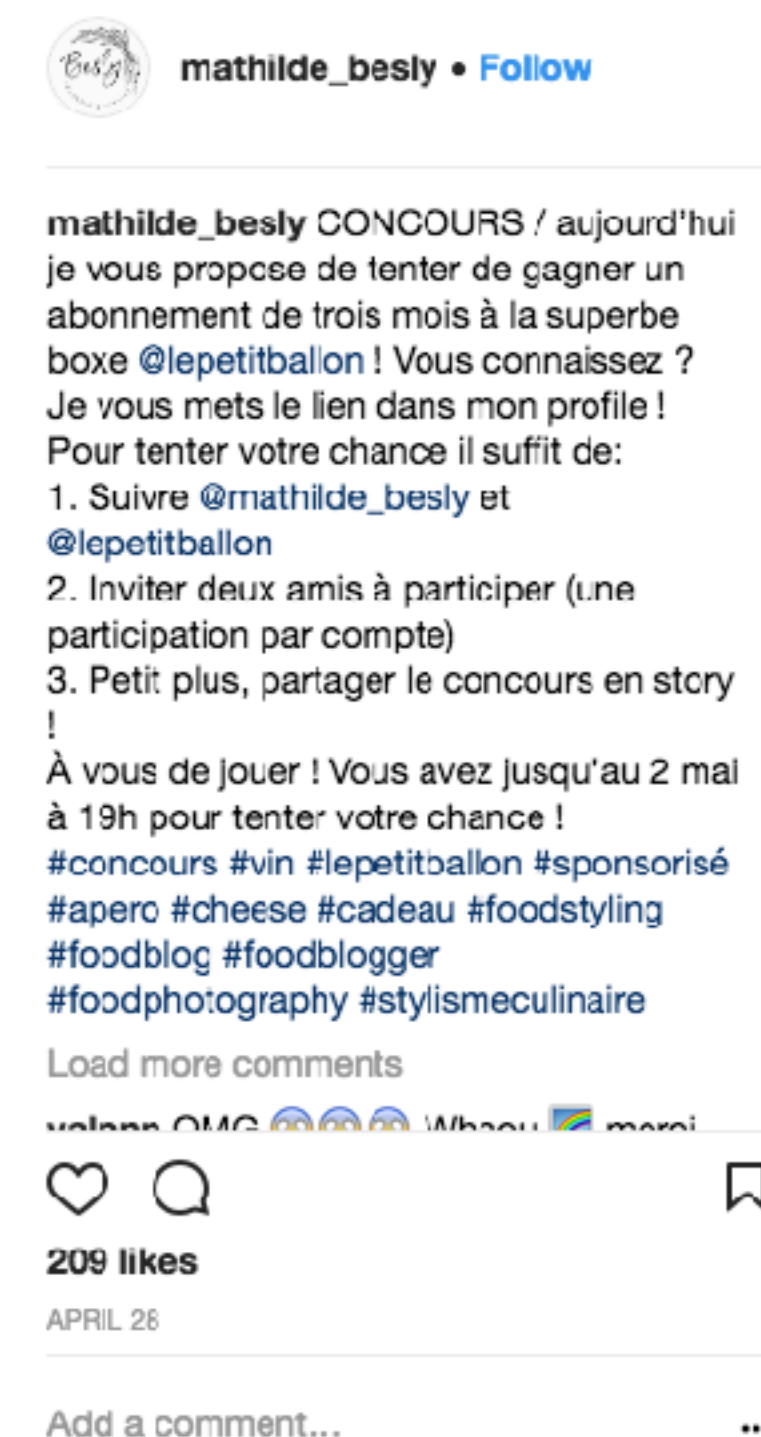 Besly
mathilde_besly • Follow
mathilde_besly CONCOURS / aujourd'hui
je vous propose de tenter de gagner un
abonnement de trois mois à la superbe
boxe @lepetitballon ! Vous connaissez ?
Je vous mets le lien dans mon profile !
Pour tenter votre chance il suffit de:
1. Suivre @mathilde_besly et
@lepetitballon
2. Inviter deux amis à participer (une
participation par compte)
3. Petit plus, partager le concours en story
!
À vous de jouer ! Vous avez jusqu'au 2 mai
à 19h pour tenter votre chance !
#concours #vin #lepetitballon #sponsorisé
#apero #cheese #cadeau #foodstyling
#foodblog #foodblogger
#foodphotography #stylismeculinaire
Load more comments
OMG 😱😱😱 Whaou 🌈 merci
209 likes
APRIL 28
Add a comment...